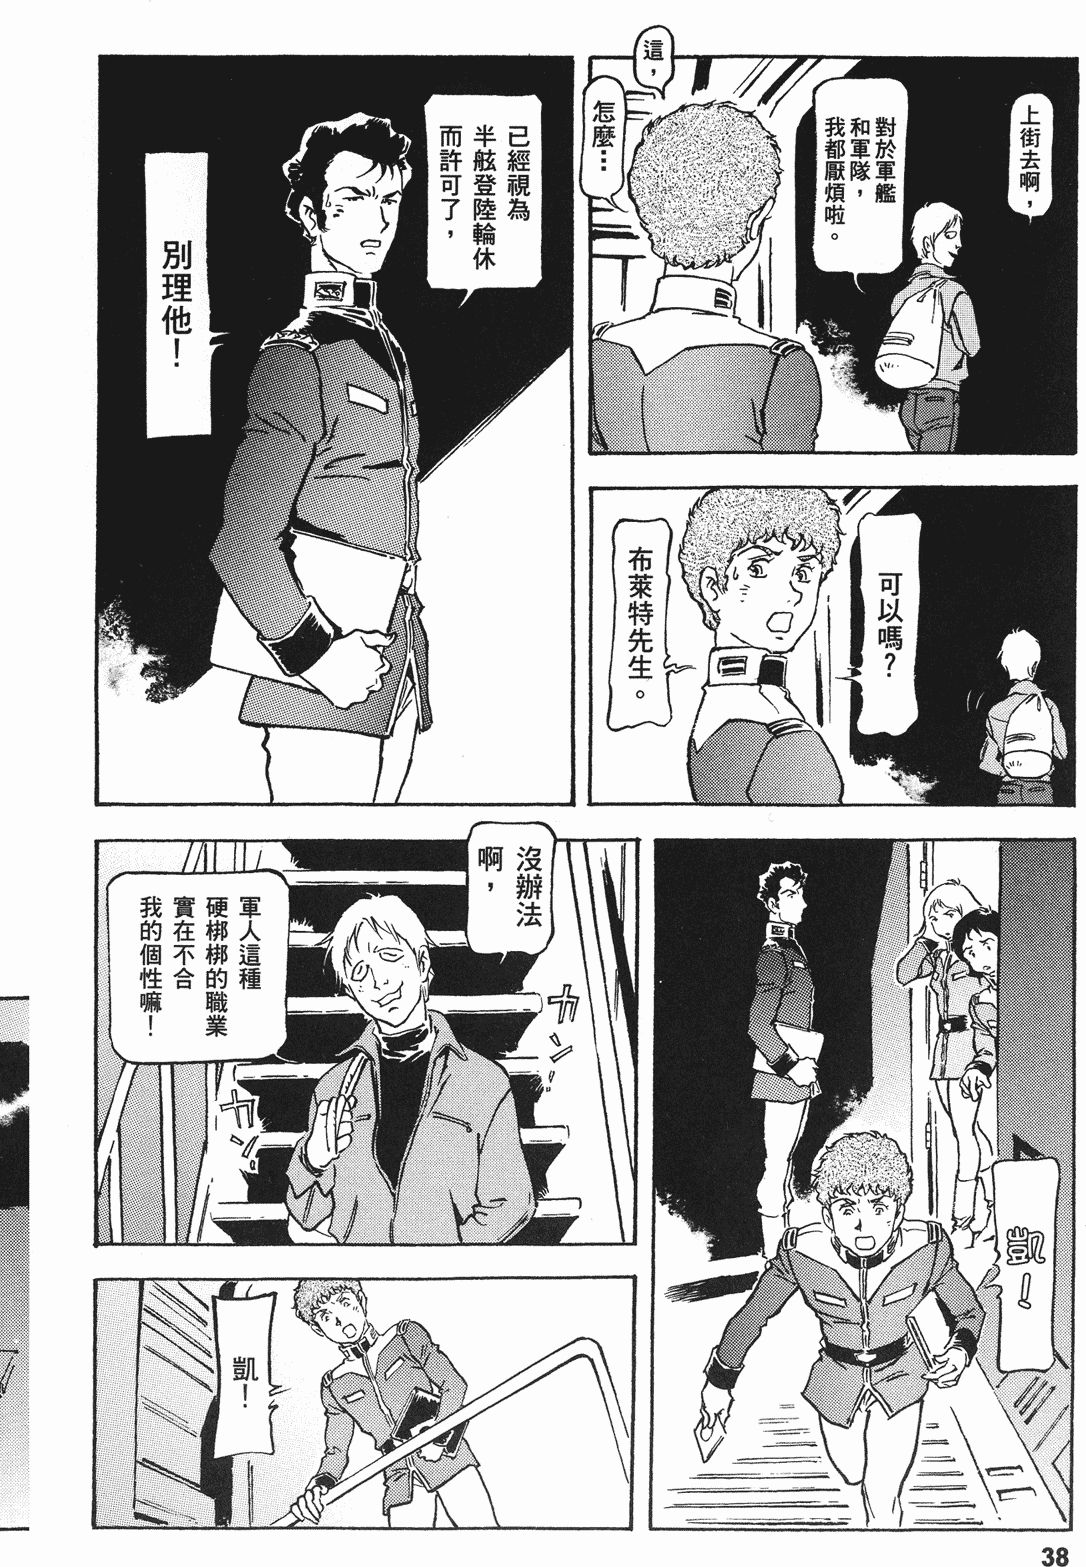 上街去啊，
對於軍艦
和軍隊，
我都厭煩啦。
這，
怎麼…
可以嗎？
布萊特先生。
已經視為
半舷登陸輪休
而許可了，
別理他！
凱！
沒辦法
啊，
軍人這種
硬梆梆的職業
實在不合
我的個性嘛！
カンカン
凱！
38